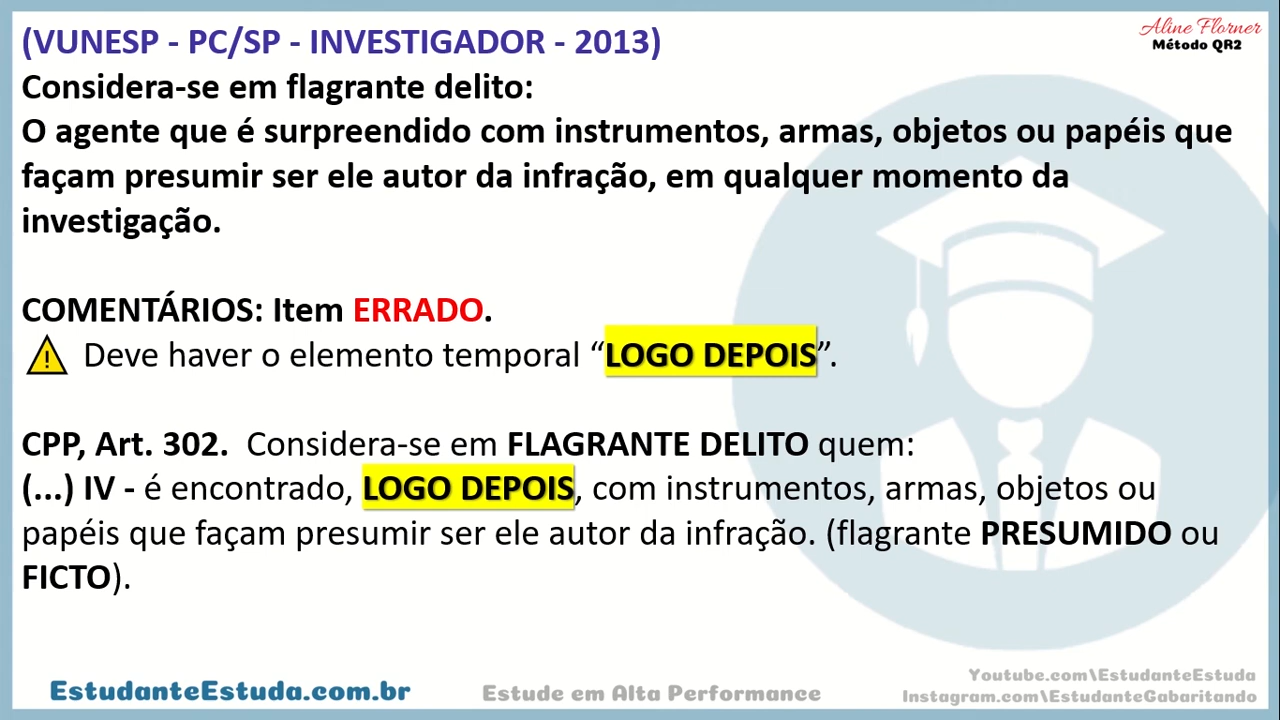 (VUNESP - PC/SP - INVESTIGADOR - 2013)
Aline Florner
Método QR2
Considera-se em flagrante delito:
O agente que é surpreendido com instrumentos, armas, objetos ou papéis que
façam presumir ser ele autor da infração, em qualquer momento da
investigação.
COMENTÁRIOS: Item ERRADO.
Deve haver o elemento temporal “LOGO DEPOIS”.
CPP, Art. 302. Considera-se em FLAGRANTE DELITO quem:
(...) IV - é encontrado, LOGO DEPOIS, com instrumentos, armas, objetos ou
papéis que façam presumir ser ele autor da infração. (flagrante PRESUMIDO ou
FICTO).
EstudanteEstuda.com.br
Estude em Alta Performance
Youtube.com\EstudanteEstuda
Instagram.com\EstudanteGabaritando